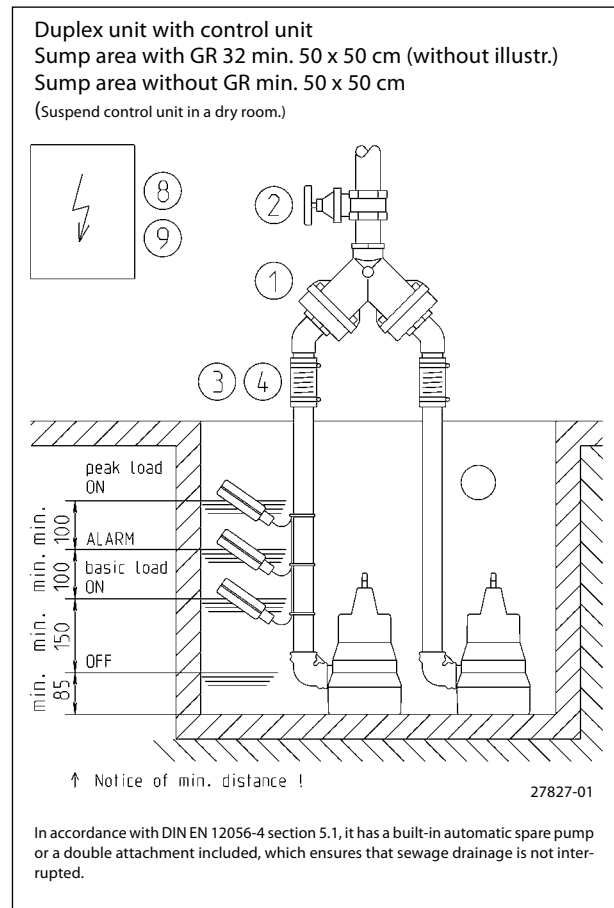 Duplex unit with control unit
Sump area with GR 32 min. 50 x 50 cm (without illustr.)
Sump area without GR min. 50 x 50 cm
(Suspend control unit in a dry room.)
8
9
2
1
3 4
peak load
ON
min.
100
ALARM
min.
100
basic load
ON
min.
150
OFF
min.
85
↑ Notice of min. distance !
27827-01
In accordance with DIN EN 12056-4 section 5.1, it has a built-in automatic spare pump
or a double attachment included, which ensures that sewage drainage is not inter-
rupted.